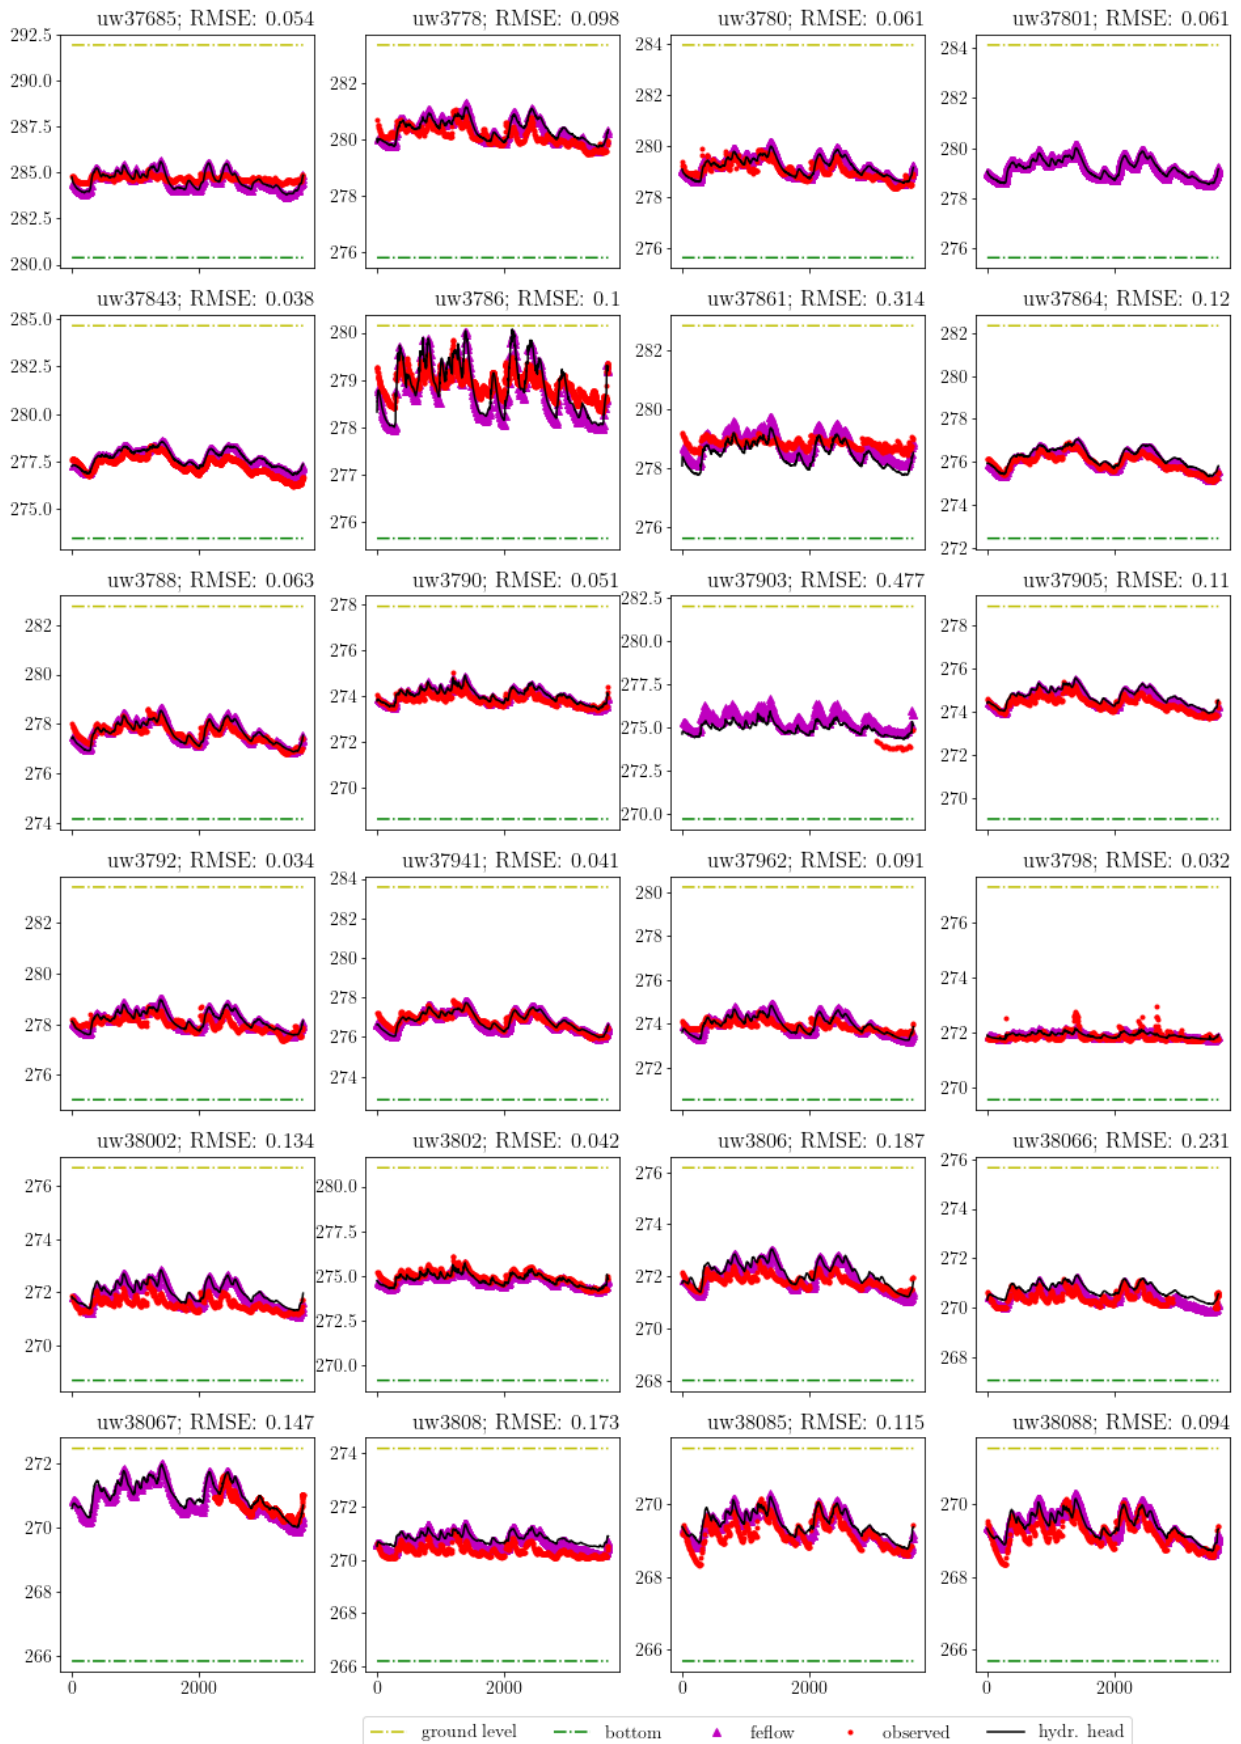 uw37685; RMSE: 0.054 uw3778; RMSE: 0.098 uw3780; RMSE: 0.061 uw37801; RMSE: 0.061
292.5 290.0 287.5 285.0 282.5 280.0
282 280 278 276
284 282 280 278 276
284 282 280 278 276
uw37843; RMSE: 0.038 uw3786; RMSE: 0.1 uw37861; RMSE: 0.314 uw37864; RMSE: 0.12
285.0 282.5 280.0 277.5 275.0
280 279 278 277 276
282 280 278 276
282 280 278 276 274 272
uw3788; RMSE: 0.063 uw3790; RMSE: 0.051 uw37903; RMSE: 0.477 uw37905; RMSE: 0.11
282 280 278 276 274
278 276 274 272 270
282.5 280.0 277.5 275.0 272.5 270.0
278 276 274 272 270
uw3792; RMSE: 0.034 uw37941; RMSE: 0.041 uw37962; RMSE: 0.091 uw3798; RMSE: 0.032
282 280 278 276
284 282 280 278 276 274
280 278 276 274 272
276 274 272 270
uw38002; RMSE: 0.134 uw3802; RMSE: 0.042 uw3806; RMSE: 0.187 uw38066; RMSE: 0.231
276 274 272 270
280.0 277.5 275.0 272.5 270.0
276 274 272 270 268
276 274 272 270 268
uw38067; RMSE: 0.147 uw3808; RMSE: 0.173 uw38085; RMSE: 0.115 uw38088; RMSE: 0.094
272 270 268 266
274 272 270 268 266
270 268 266
270 268 266
0 2000 0 2000 0 2000 0 2000
ground level bottom feflow observed hydr. head